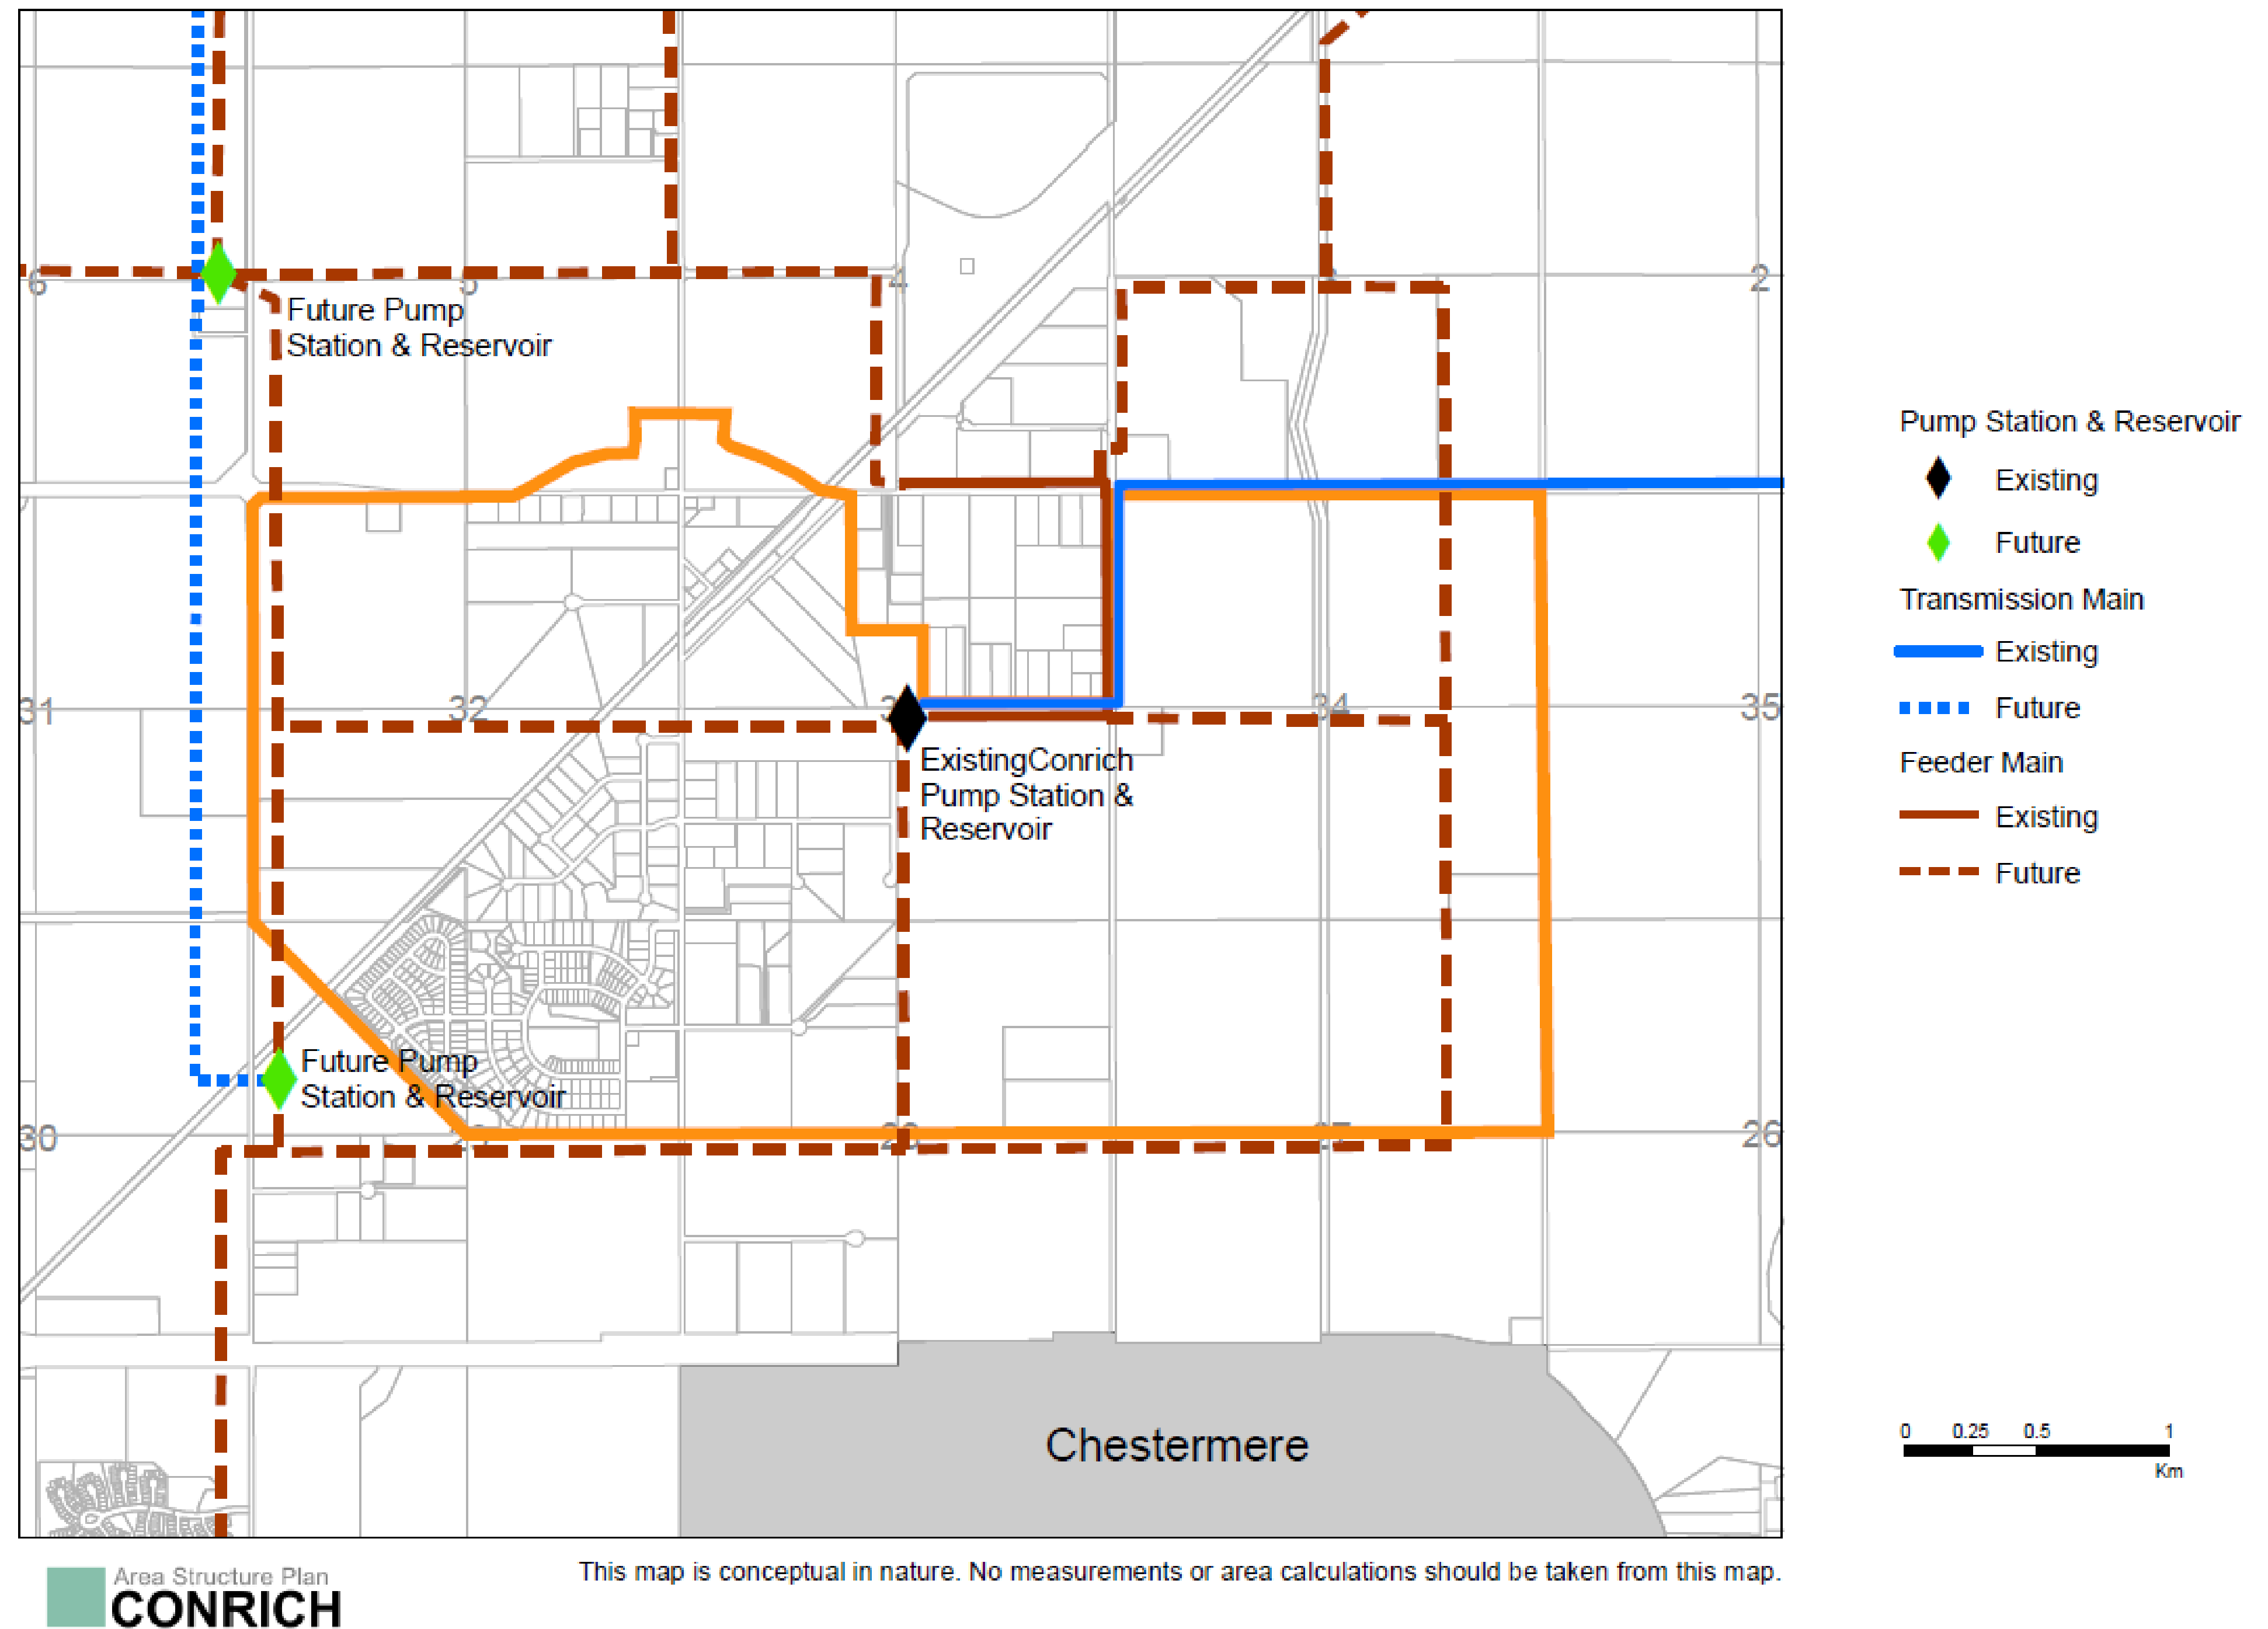 6
5
4
2
Future Pump
Station & Reservoir
31
32
34
35
ExistingConrich
Pump Station &
Reservoir
Future Pump
Station & Reservoir
30
26
Chestermere
Pump Station & Reservoir
Existing
Future
Transmission Main
Existing
Future
Feeder Main
Existing
Future
0 0.25 0.5 1
Km
Area Structure Plan
CONRICH
This map is conceptual in nature. No measurements or area calculations should be taken from this map.